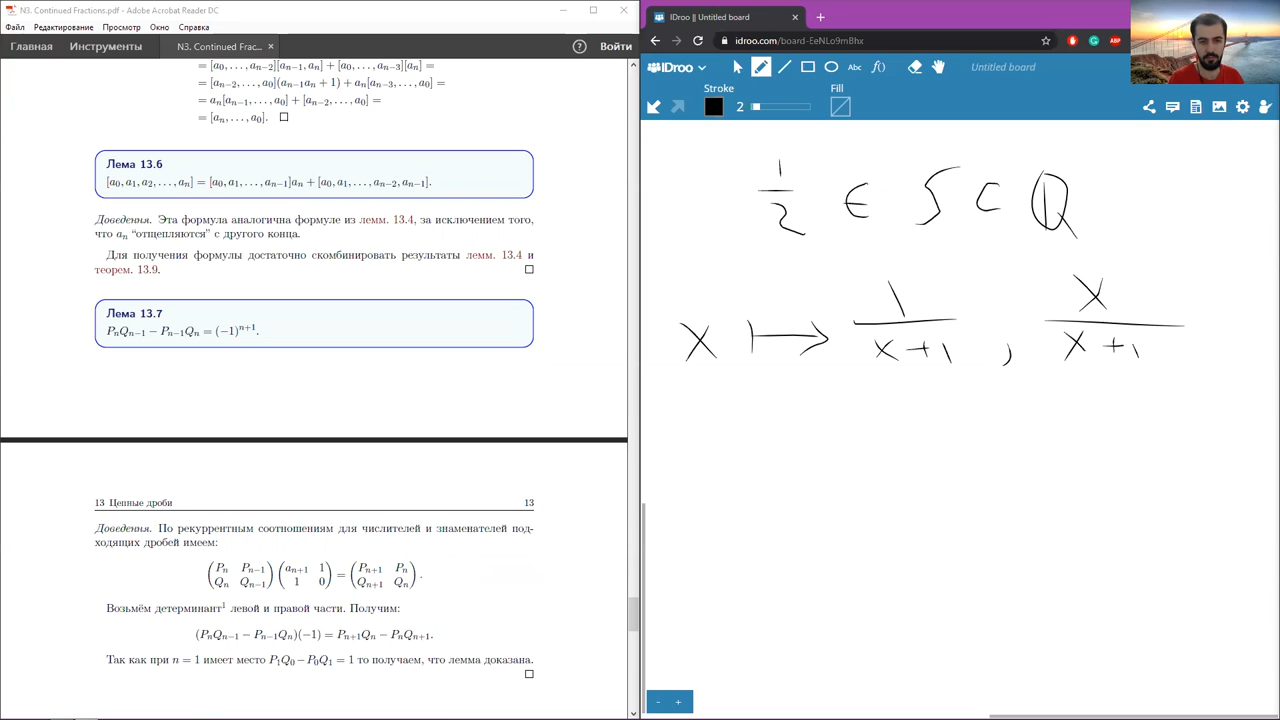 N3. Continued Fractions.pdf - Adobe Acrobat Reader DC
Файл Редактирование Просмотр Окно Справка
Главная Инструменты N3. Continued Frac... × ? Войти
= [a₀, . . . , aₙ₋₂][aₙ₋₁, aₙ] + [a₀, . . . , aₙ₋₃][aₙ] =
= [aₙ₋₂, . . . , a₀](aₙ₋₁aₙ + 1) + aₙ[aₙ₋₃, . . . , a₀] =
= aₙ[aₙ₋₁, . . . , a₀] + [aₙ₋₂, . . . , a₀] =
= [aₙ, . . . , a₀]. □
Лема 13.6
[a₀, a₁, a₂, . . . , aₙ] = [a₀, a₁, . . . , aₙ₋₁]aₙ + [a₀, a₁, . . . , aₙ₋₂, aₙ₋₁].
Доведення. Эта формула аналогична формуле из лемм. 13.4, за исключением того,
что aₙ “отцепляются” с другого конца.
Для получения формулы достаточно скомбинировать результаты лемм. 13.4 и
теорем. 13.9. □
Лема 13.7
PₙQₙ₋₁ − Pₙ₋₁Qₙ = (−1)ⁿ⁺¹.
13 Цепные дроби 13
Доведення. По рекуррентным соотношениям для числителей и знаменателей под-
ходящих дробей имеем:
(Pₙ Pₙ₋₁) (aₙ₊₁ 1) = (Pₙ₊₁ Pₙ)
(Qₙ Qₙ₋₁) (1 0) (Qₙ₊₁ Qₙ) .
Возьмём детерминант¹ левой и правой части. Получим:
(PₙQₙ₋₁ − Pₙ₋₁Qₙ)(−1) = Pₙ₊₁Qₙ − PₙQₙ₊₁.
Так как при n = 1 имеет место P₁Q₀ − P₀Q₁ = 1 то получаем, что лемма доказана.
□
IDroo || Untitled board ×
idroo.com/board-EeNLo9mBhx
ABP
IDroo Abc f() Untitled board
Stroke Fill
2
1/2 ∈ S ⊂ ℚ
x ↦ 1/(x+1) , x/(x+1)
- +